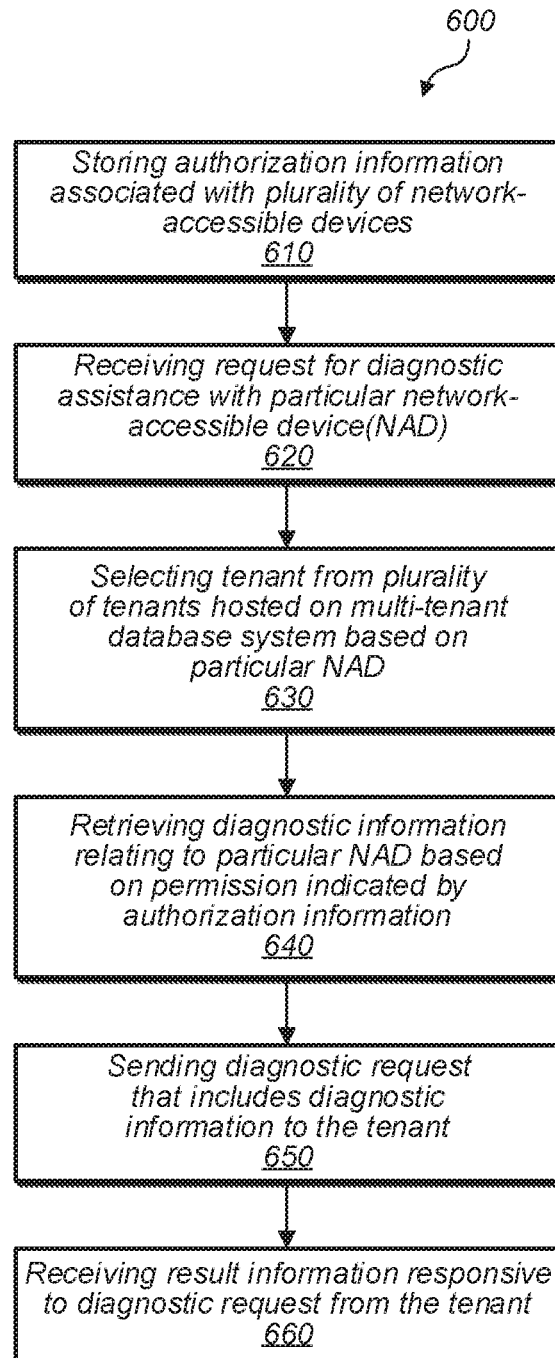 600
Storing authorization information
associated with plurality of network-
accessible devices
610
Receiving request for diagnostic
assistance with particular network-
accessible device(NAD)
620
Selecting tenant from plurality
of tenants hosted on multi-tenant
database system based on
particular NAD
630
Retrieving diagnostic information
relating to particular NAD based
on permission indicated by
authorization information
640
Sending diagnostic request
that includes diagnostic
information to the tenant
650
Receiving result information responsive
to diagnostic request from the tenant
660